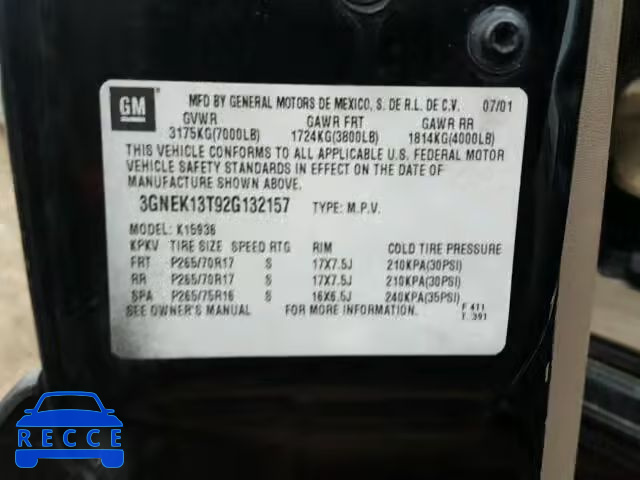 GM
MFD BY GENERAL MOTORS DE MEXICO, S. DE R.L. DE C.V. 07/01
GVWR GAWR FRT GAWR RR
3175KG(7000LB) 1724KG(3800LB) 1814KG(4000LB)
THIS VEHICLE CONFORMS TO ALL APPLICABLE U.S. FEDERAL MOTOR
VEHICLE SAFETY STANDARDS IN EFFECT ON THE DATE OF
MANUFACTURE SHOWN ABOVE.
3GNEK13T92G132157 TYPE: M.P.V.
MODEL: K15936
KPKV TIRE SIZE SPEED RTG RIM COLD TIRE PRESSURE
FRT P265/70R17 S 17X7.5J 210KPA(30PSI)
RR P265/70R17 S 17X7.5J 210KPA(30PSI)
SPA P265/75R16 S 16X6.5J 240KPA(35PSI)
SEE OWNER'S MANUAL FOR MORE INFORMATION.
F 411
T. 391
RECEC